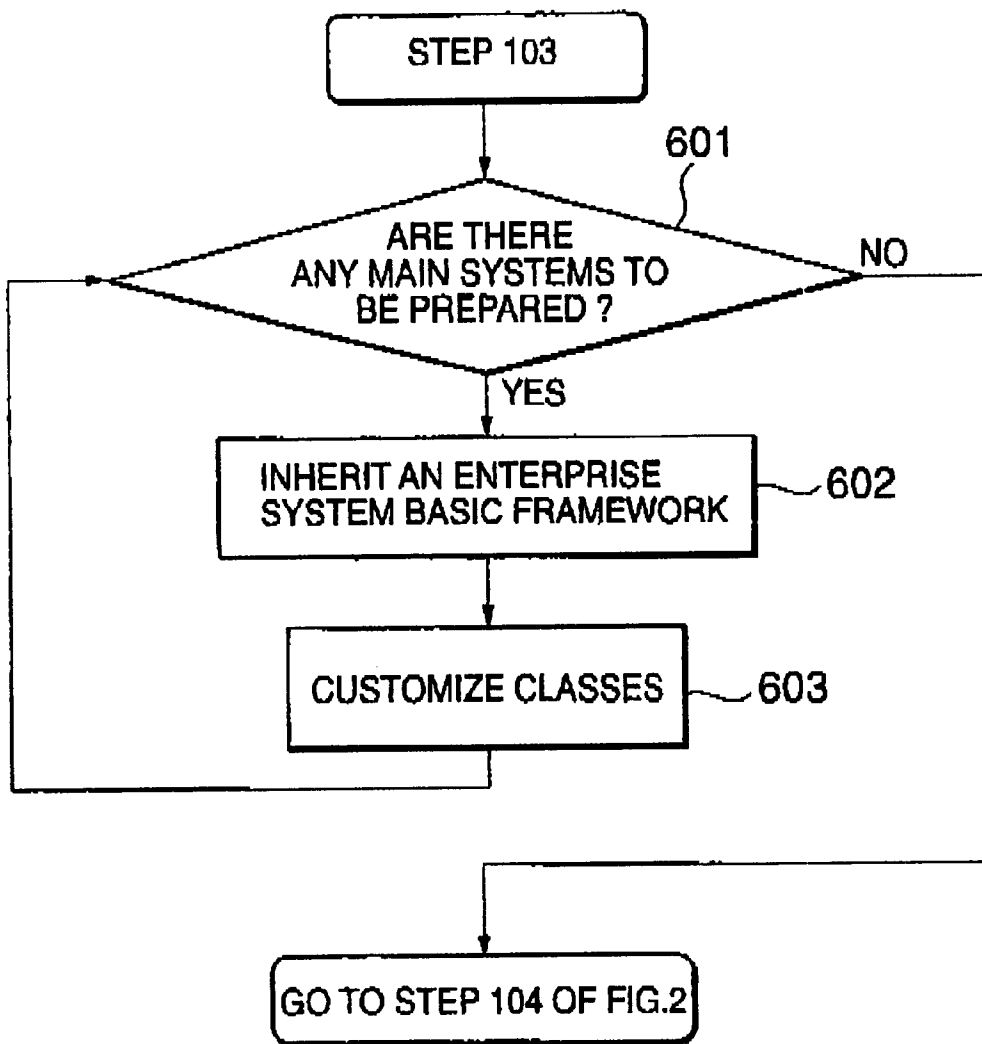 STEP 103
601
ARE THERE
ANY MAIN SYSTEMS TO
BE PREPARED ?
NO
YES
INHERIT AN ENTERPRISE
SYSTEM BASIC FRAMEWORK
602
CUSTOMIZE CLASSES
603
GO TO STEP 104 OF FIG.2